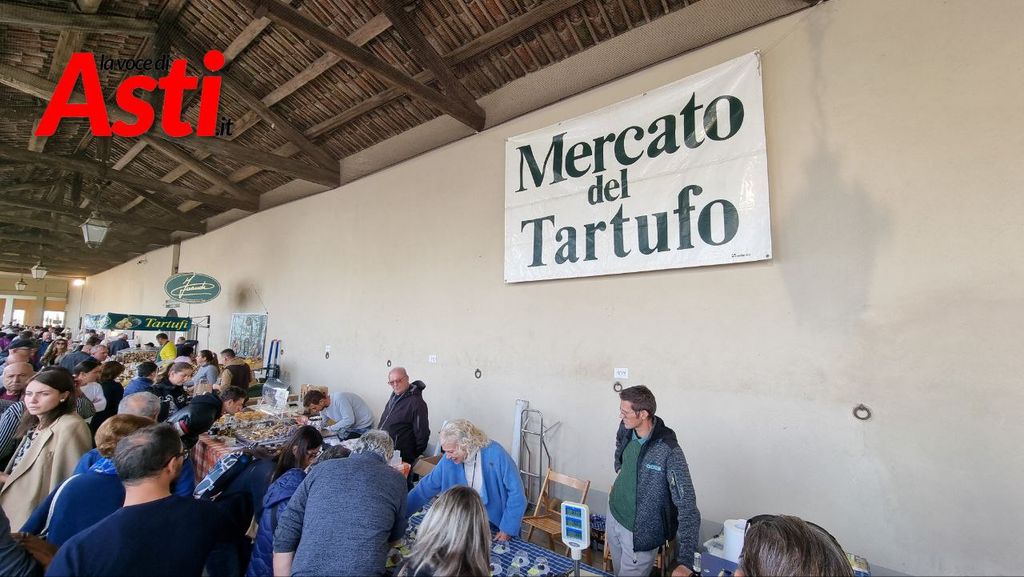 la voce di
Asti.it
Mercato
del
Tartufo
Tartufi